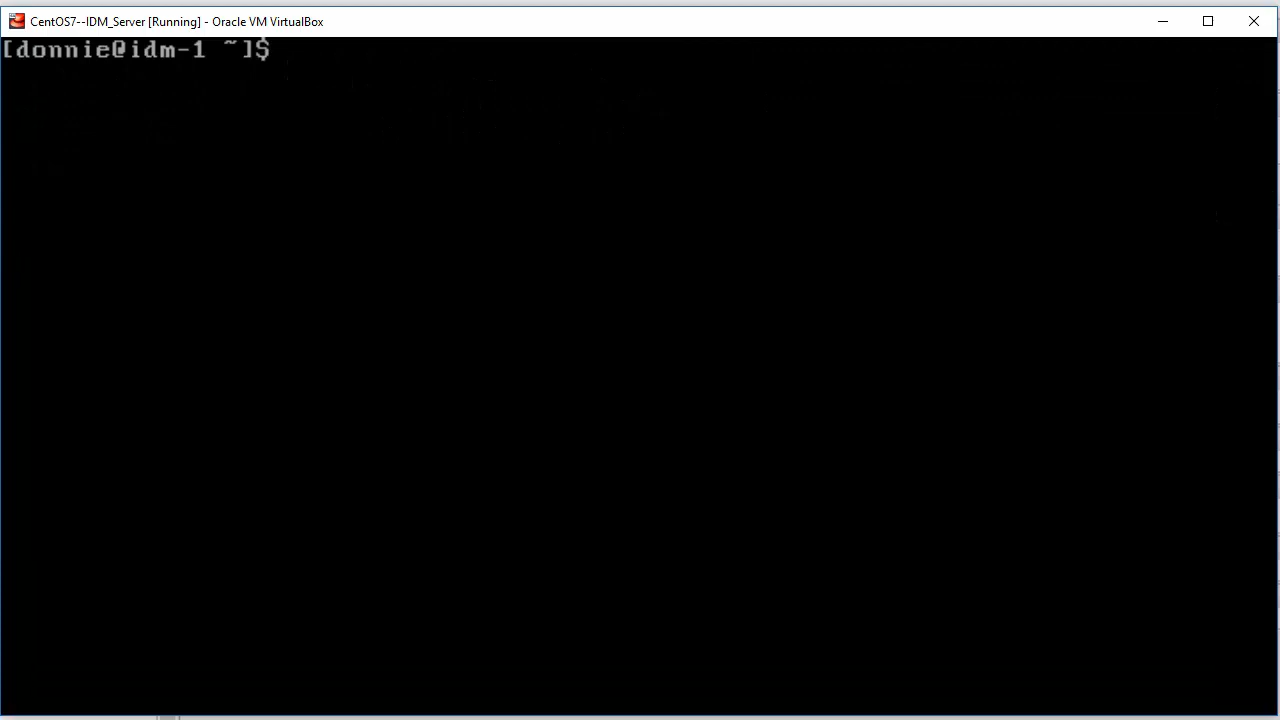 CentOS7--IDM_Server [Running] - Oracle VM VirtualBox
[donnie@idm-1 ~]$